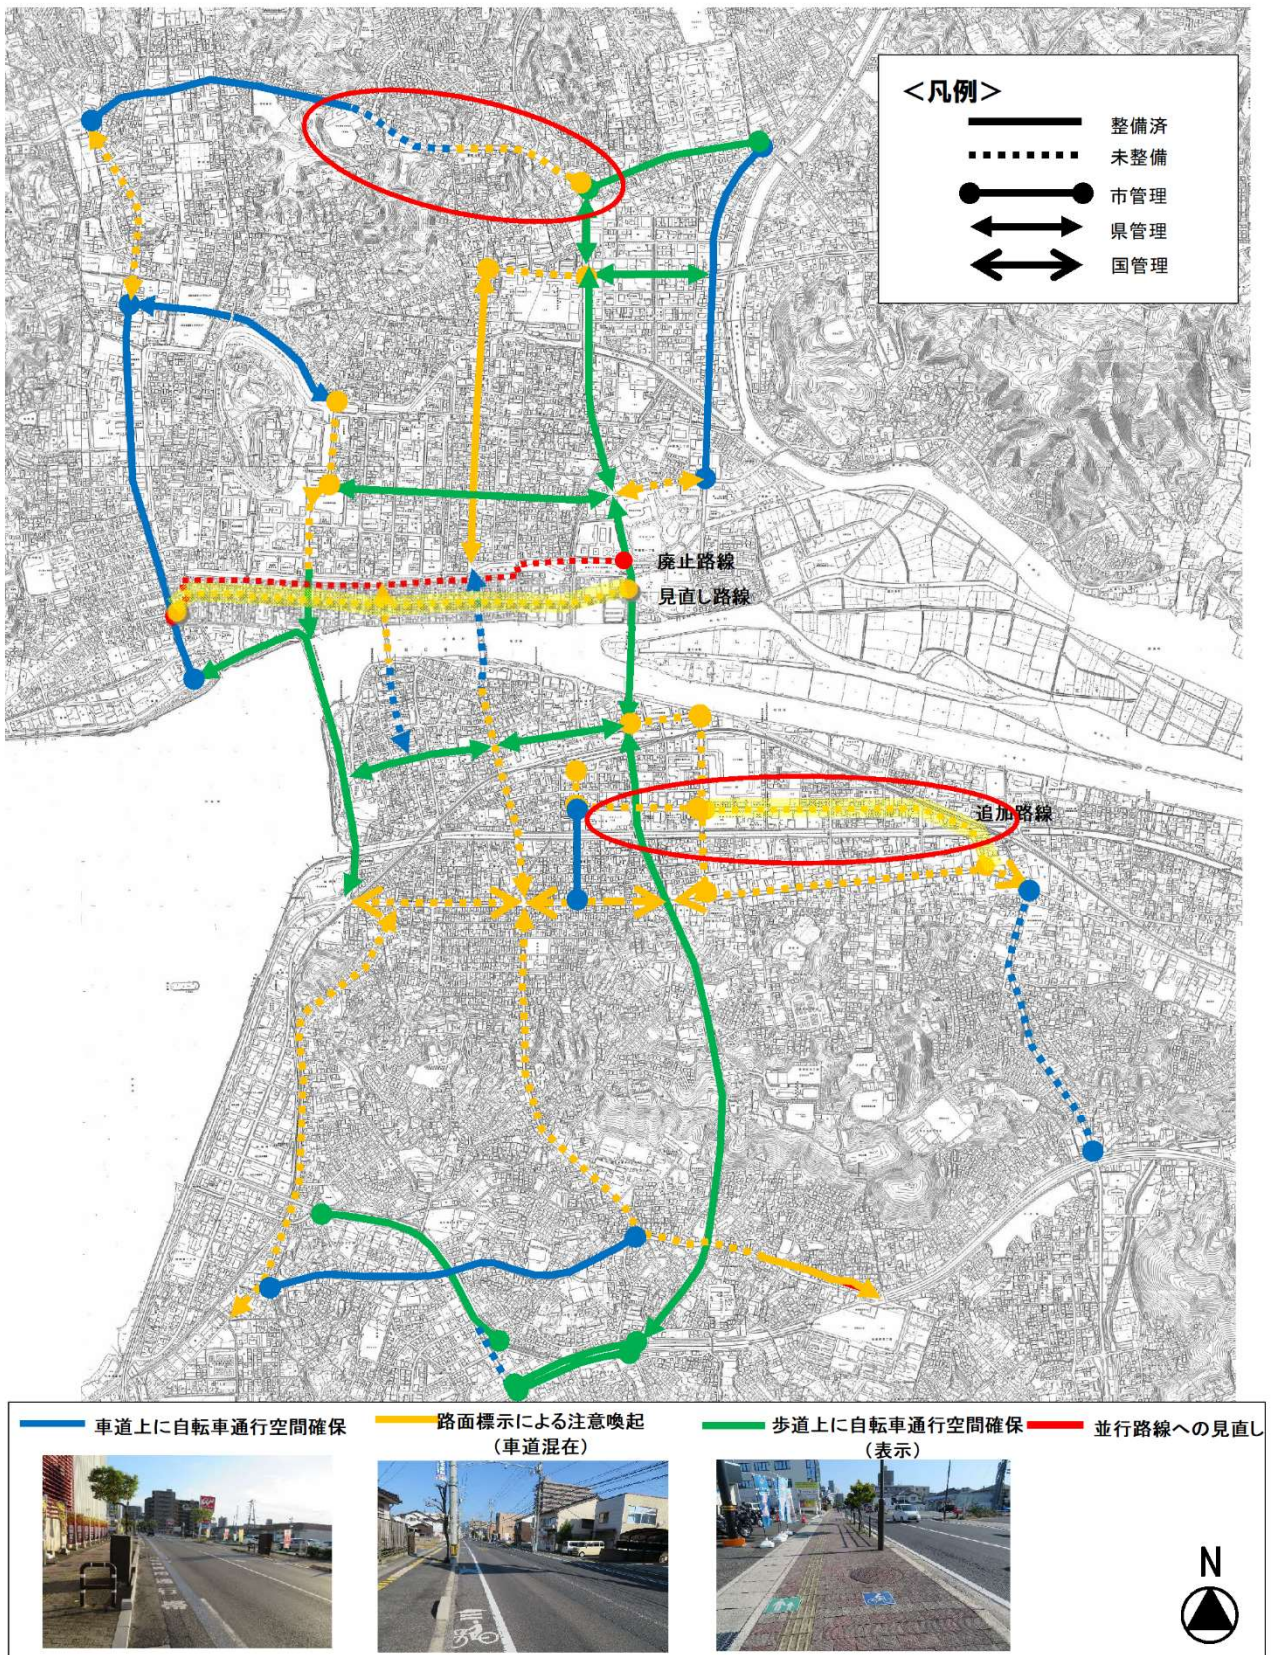 <凡例>
整備済
未整備
市管理
県管理
国管理
廃止路線
見直し路線
追加路線
車道上に自転車通行空間確保
路面標示による注意喚起
(車道混在)
歩道上に自転車通行空間確保
(表示)
並行路線への見直し
N